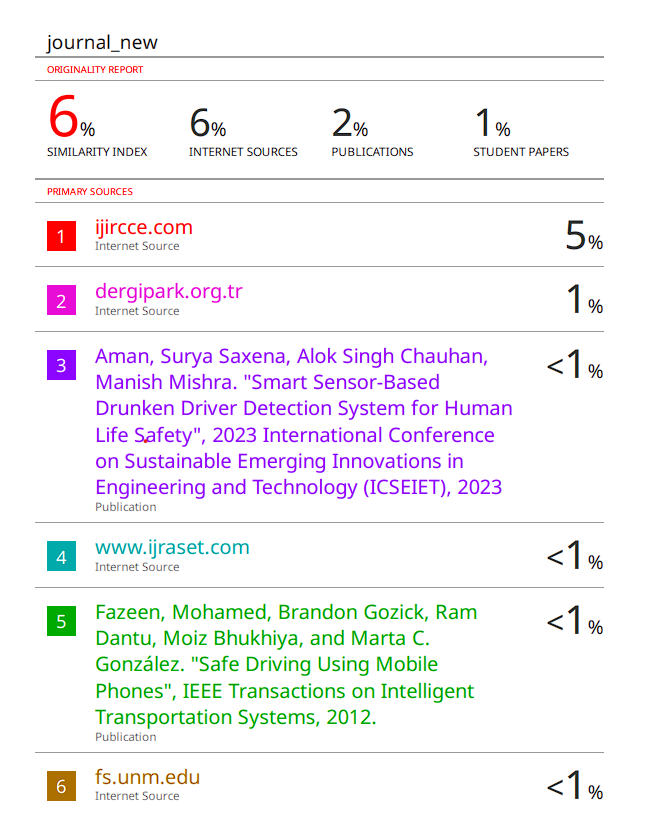 journal_new
ORIGINALITY REPORT
6% 6% 2% 1%
SIMILARITY INDEX INTERNET SOURCES PUBLICATIONS STUDENT PAPERS
PRIMARY SOURCES
1 ijircce.com 5%
Internet Source
2 dergipark.org.tr 1%
Internet Source
3 Aman, Surya Saxena, Alok Singh Chauhan, <1%
Manish Mishra. "Smart Sensor-Based
Drunken Driver Detection System for Human
Life Safety", 2023 International Conference
on Sustainable Emerging Innovations in
Engineering and Technology (ICSEIET), 2023
Publication
4 www.ijraset.com <1%
Internet Source
5 Fazeen, Mohamed, Brandon Gozick, Ram <1%
Dantu, Moiz Bhukhiya, and Marta C.
González. "Safe Driving Using Mobile
Phones", IEEE Transactions on Intelligent
Transportation Systems, 2012.
Publication
6 fs.unm.edu <1%
Internet Source